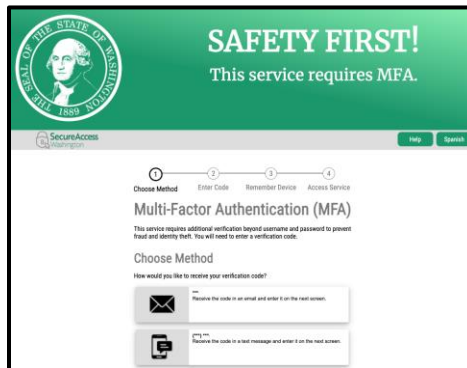 THE SEAL OF THE STATE OF WASHINGTON
1889
SAFETY FIRST!
This service requires MFA.
SecureAccess
Washington
Help
Spanish
1
2
3
4
Choose Method
Enter Code
Remember Device
Access Service
Multi-Factor Authentication (MFA)
This service requires additional verification beyond username and password to prevent
fraud and identity theft. You will need to enter a verification code.
Choose Method
How would you like to receive your verification code?
***
Receive the code in an email and enter it on the next screen.
(***) ***
Receive the code in a text message and enter it on the next screen.